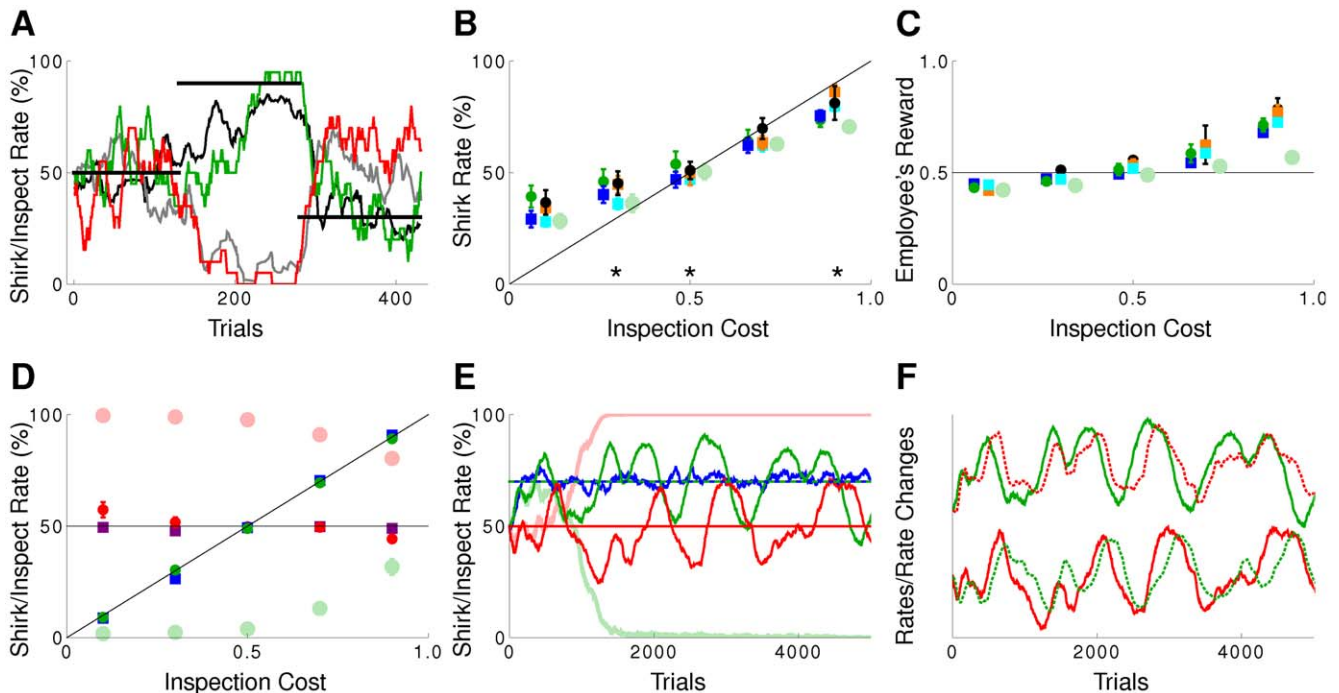 A
Shirk/Inspect Rate (%)
100
50
0
0
200
400
Trials
B
Shirk Rate (%)
100
50
0
0
0.5
1.0
* * *
Inspection Cost
C
Employee's Reward
1.0
0.5
0
0
0.5
1.0
Inspection Cost
D
Shirk/Inspect Rate (%)
100
50
0
0
0.5
1.0
Inspection Cost
E
Shirk/Inspect Rate (%)
100
50
0
0
2000
4000
Trials
F
Rates/Rate Changes
0
2000
4000
Trials